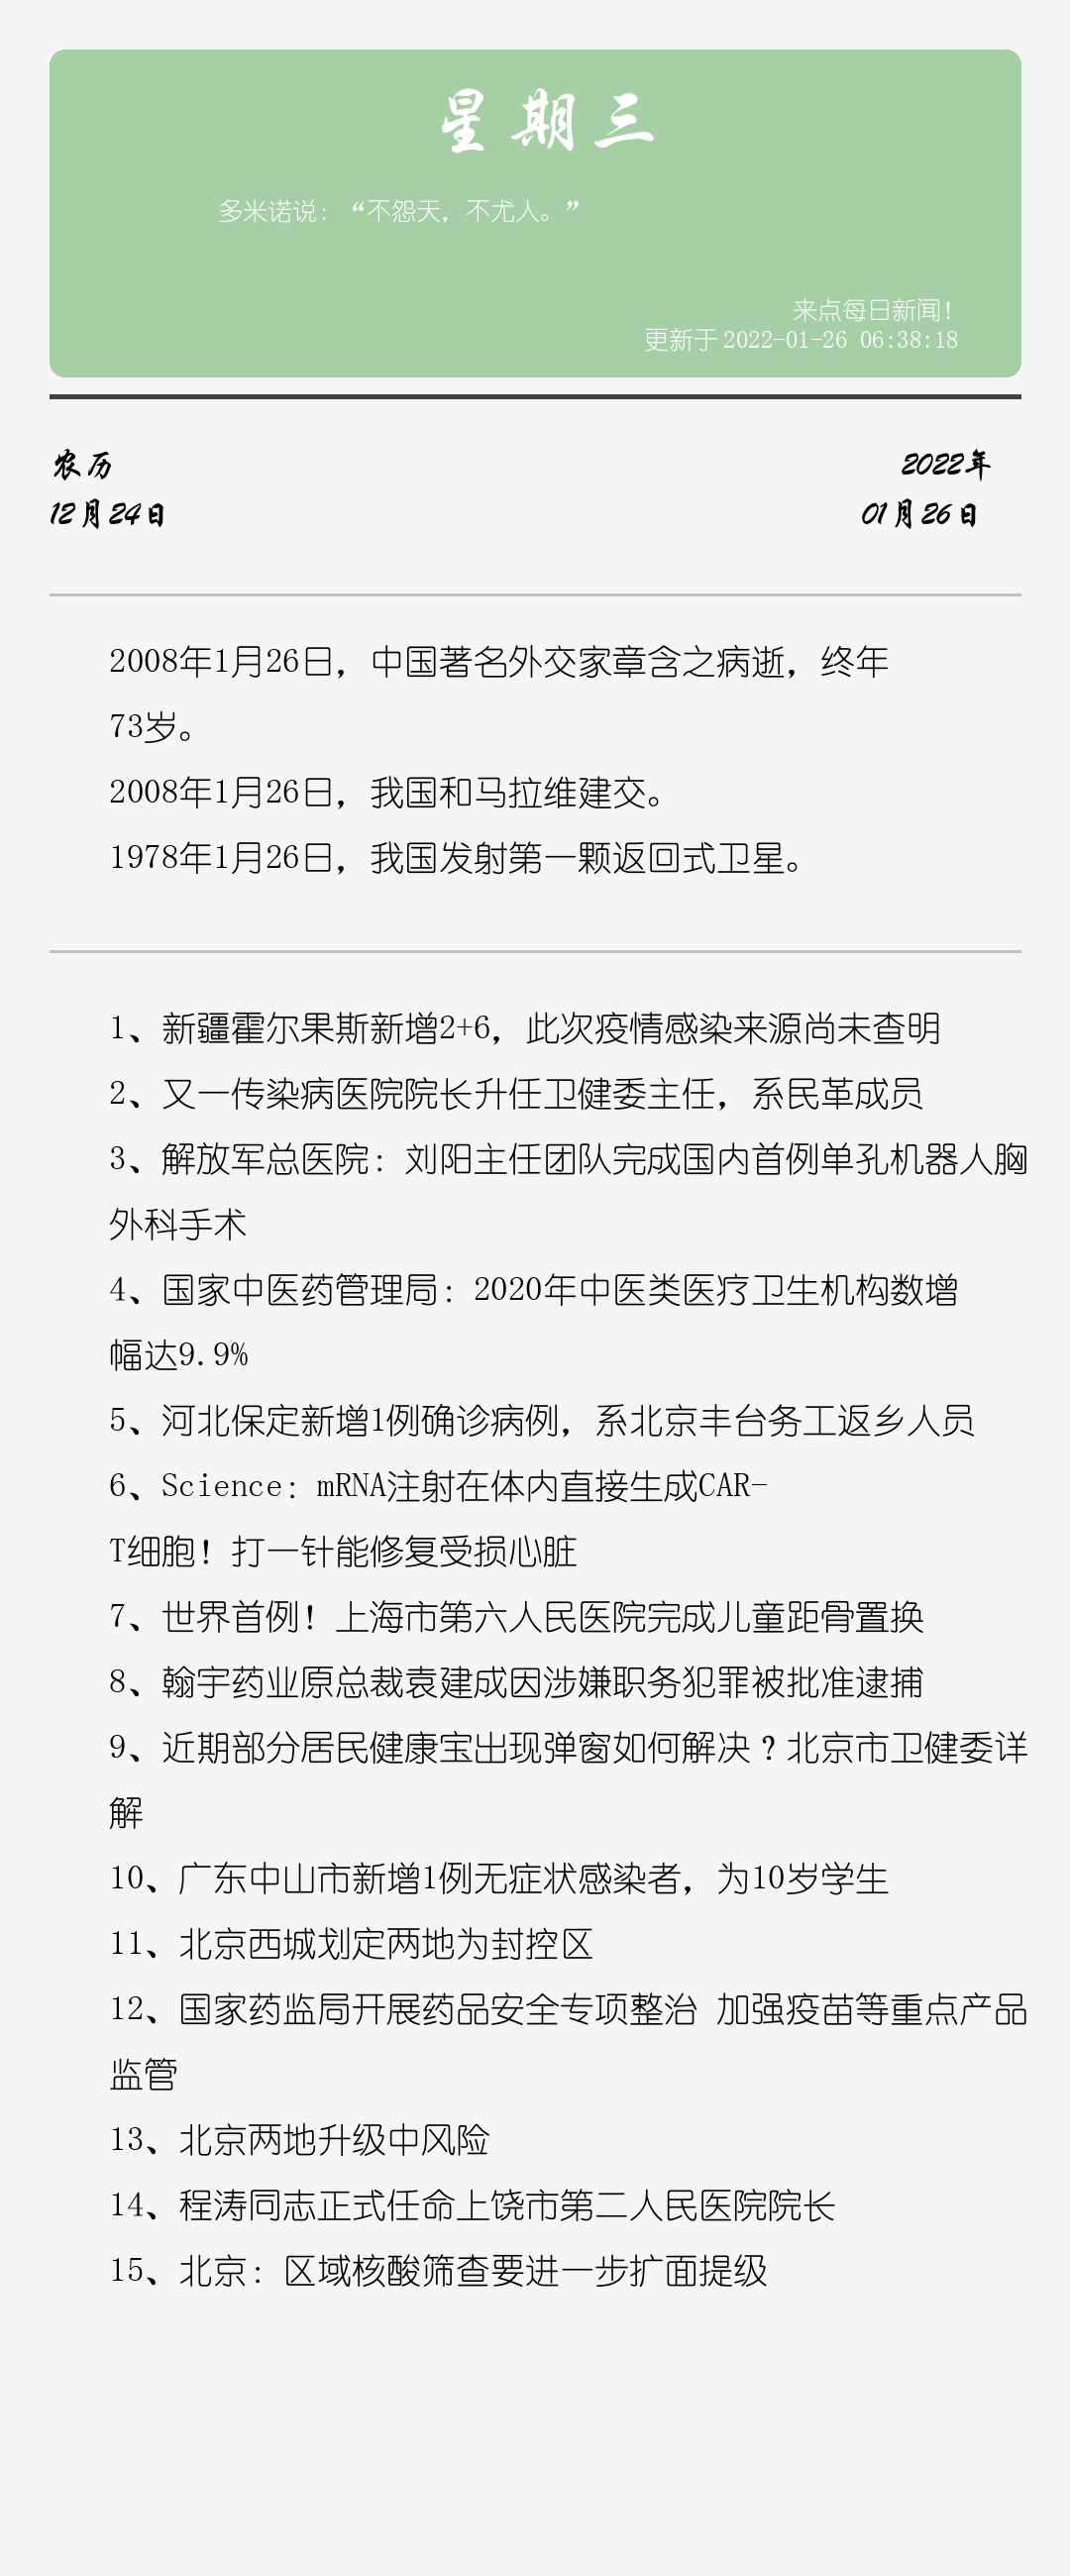 星期三
多米诺说：“不怨天，不尤人。”
来点每日新闻！
更新于 2022-01-26 06:38:18
农历
2022年
12月24日
01月26日
2008年1月26日，中国著名外交家章含之病逝，终年
73岁。
2008年1月26日，我国和马拉维建交。
1978年1月26日，我国发射第一颗返回式卫星。
1、新疆霍尔果斯新增2+6，此次疫情感染来源尚未查明
2、又一传染病医院院长升任卫健委主任，系民革成员
3、解放军总医院：刘阳主任团队完成国内首例单孔机器人胸
外科手术
4、国家中医药管理局：2020年中医类医疗卫生机构数增
幅达9.9%
5、河北保定新增1例确诊病例，系北京丰台务工返乡人员
6、Science：mRNA注射在体内直接生成CAR-
T细胞！打一针能修复受损心脏
7、世界首例！上海市第六人民医院完成儿童距骨置换
8、翰宇药业原总裁袁建成因涉嫌职务犯罪被批准逮捕
9、近期部分居民健康宝出现弹窗如何解决？北京市卫健委详
解
10、广东中山市新增1例无症状感染者，为10岁学生
11、北京西城划定两地为封控区
12、国家药监局开展药品安全专项整治 加强疫苗等重点产品
监管
13、北京两地升级中风险
14、程涛同志正式任命上饶市第二人民医院院长
15、北京：区域核酸筛查要进一步扩面提级